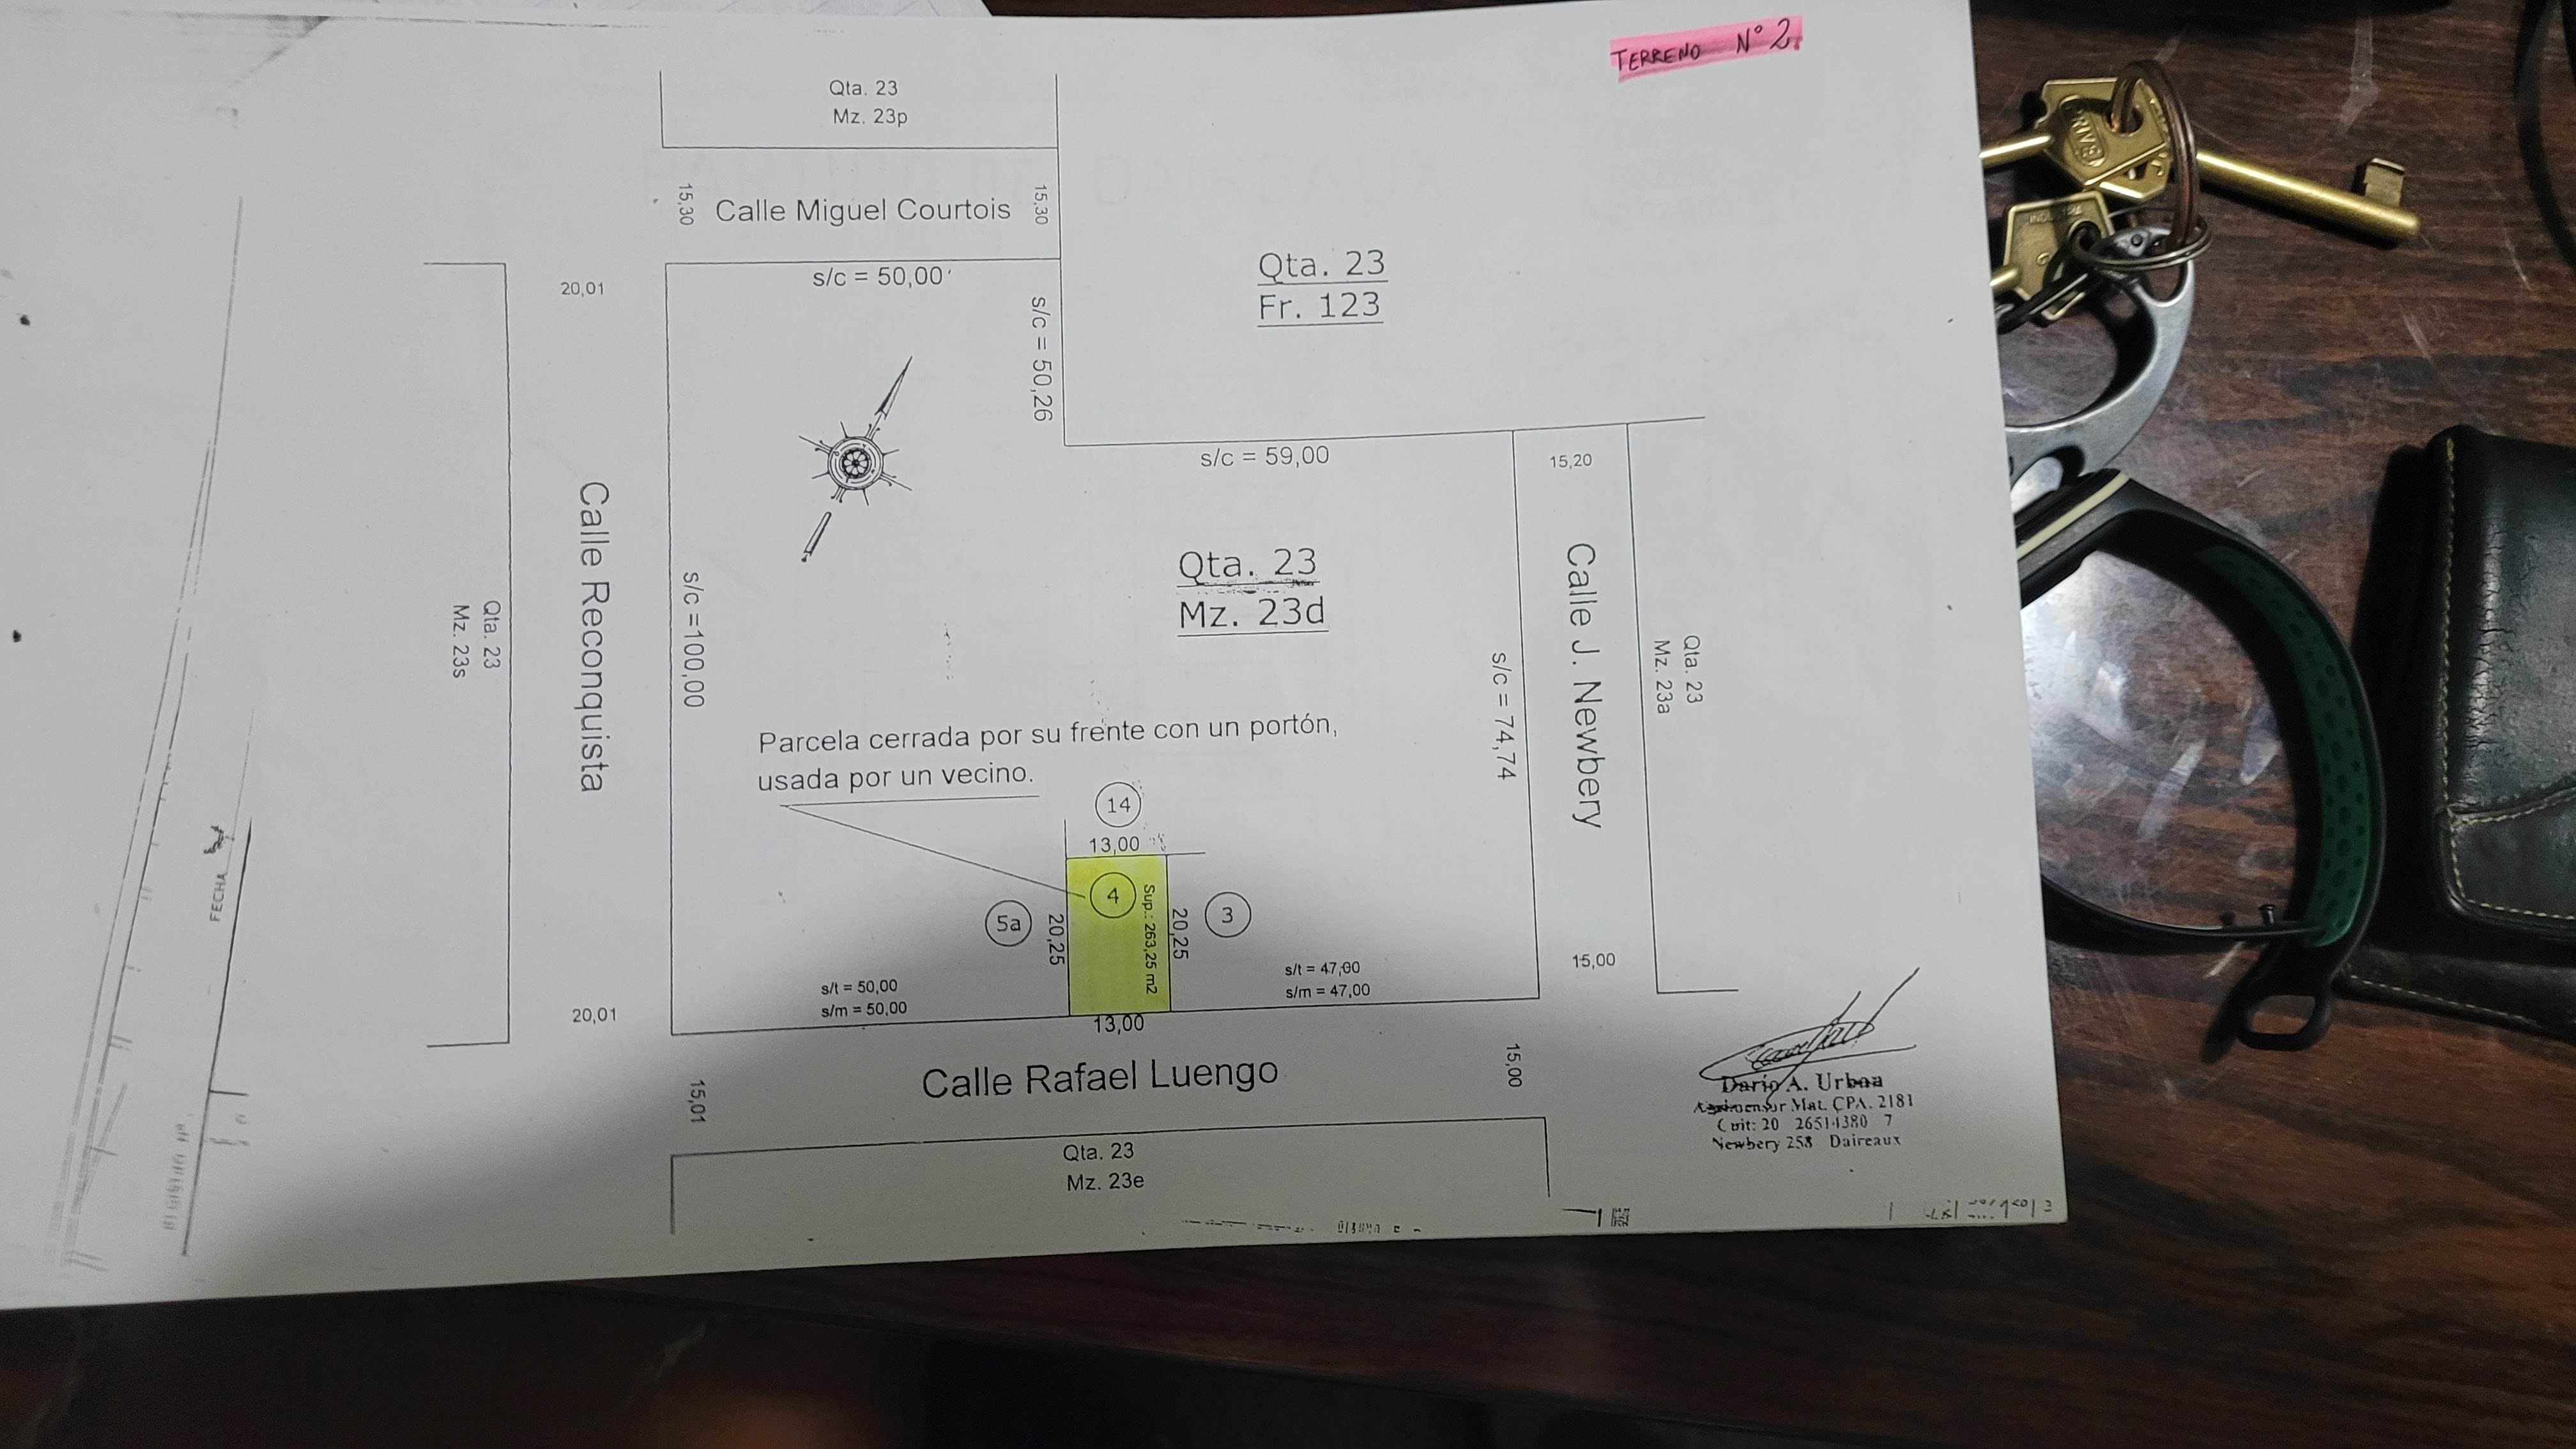 TERRENO N° 2.
Qta. 23
Mz. 23p
15,30
Calle Miguel Courtois
15,30
s/c = 50,00
20,01
s/c = 50,26
Qta. 23
Fr. 123
s/c = 59,00
15,20
Qta. 23
Mz. 23d
Calle Reconquista
Qta. 23
Mz. 23s
s/c =100,00
Calle J. Newbery
Qta. 23
Mz. 23a
s/c = 74,74
Parcela cerrada por su frente con un portón,
usada por un vecino.
14
13,00
4
Sup.: 263,25 m2
5a
20,25
20,25
3
s/t = 50,00
s/m = 50,00
s/t = 47,00
s/m = 47,00
15,00
20,01
13,00
15,01
Calle Rafael Luengo
15,00
Qta. 23
Mz. 23e
Darío A. Urbaa
Agrimensor Mat. CPA. 2181
Cuit: 20 26514380 7
Newbery 258 Daireaux
FECHA
PRIVE
INDUSTRIA